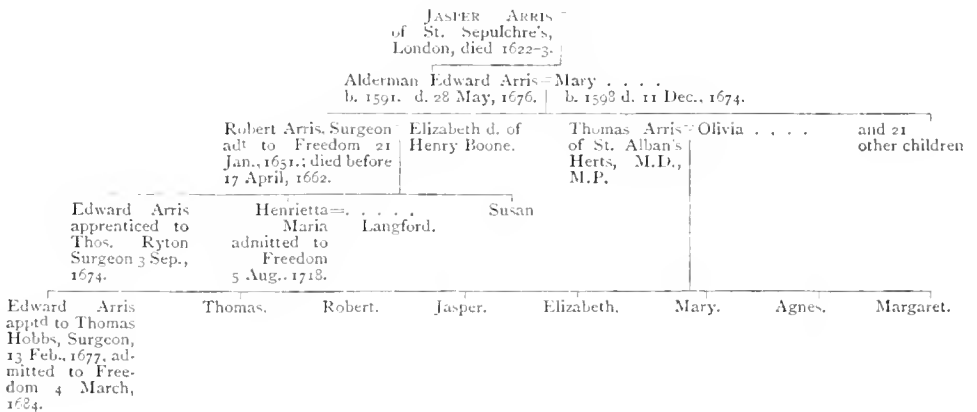 JASPER ARRIS =
of St. Sepulchre's,
London, died 1622-3.
Alderman Edward Arris = Mary . . . .
b. 1591. d. 28 May, 1676. b. 1598 d. 11 Dec., 1674.
Robert Arris. Surgeon
adt to Freedom 21
Jan., 1651.; died before
17 April, 1662.
Elizabeth d. of
Henry Boone.
Thomas Arris = Olivia . . . .
of St. Alban's
Herts, M.D.,
M.P.
and 21
other children
Edward Arris
apprenticed to
Thos. Ryton
Surgeon 3 Sep.,
1674.
Henrietta = . . . . .
Maria Langford.
admitted to
Freedom
5 Aug., 1718.
Susan
Edward Arris
apptd to Thomas
Hobbs, Surgeon,
13 Feb., 1677, ad-
mitted to Free-
dom 4 March,
1684.
Thomas.
Robert.
Jasper.
Elizabeth.
Mary.
Agnes.
Margaret.